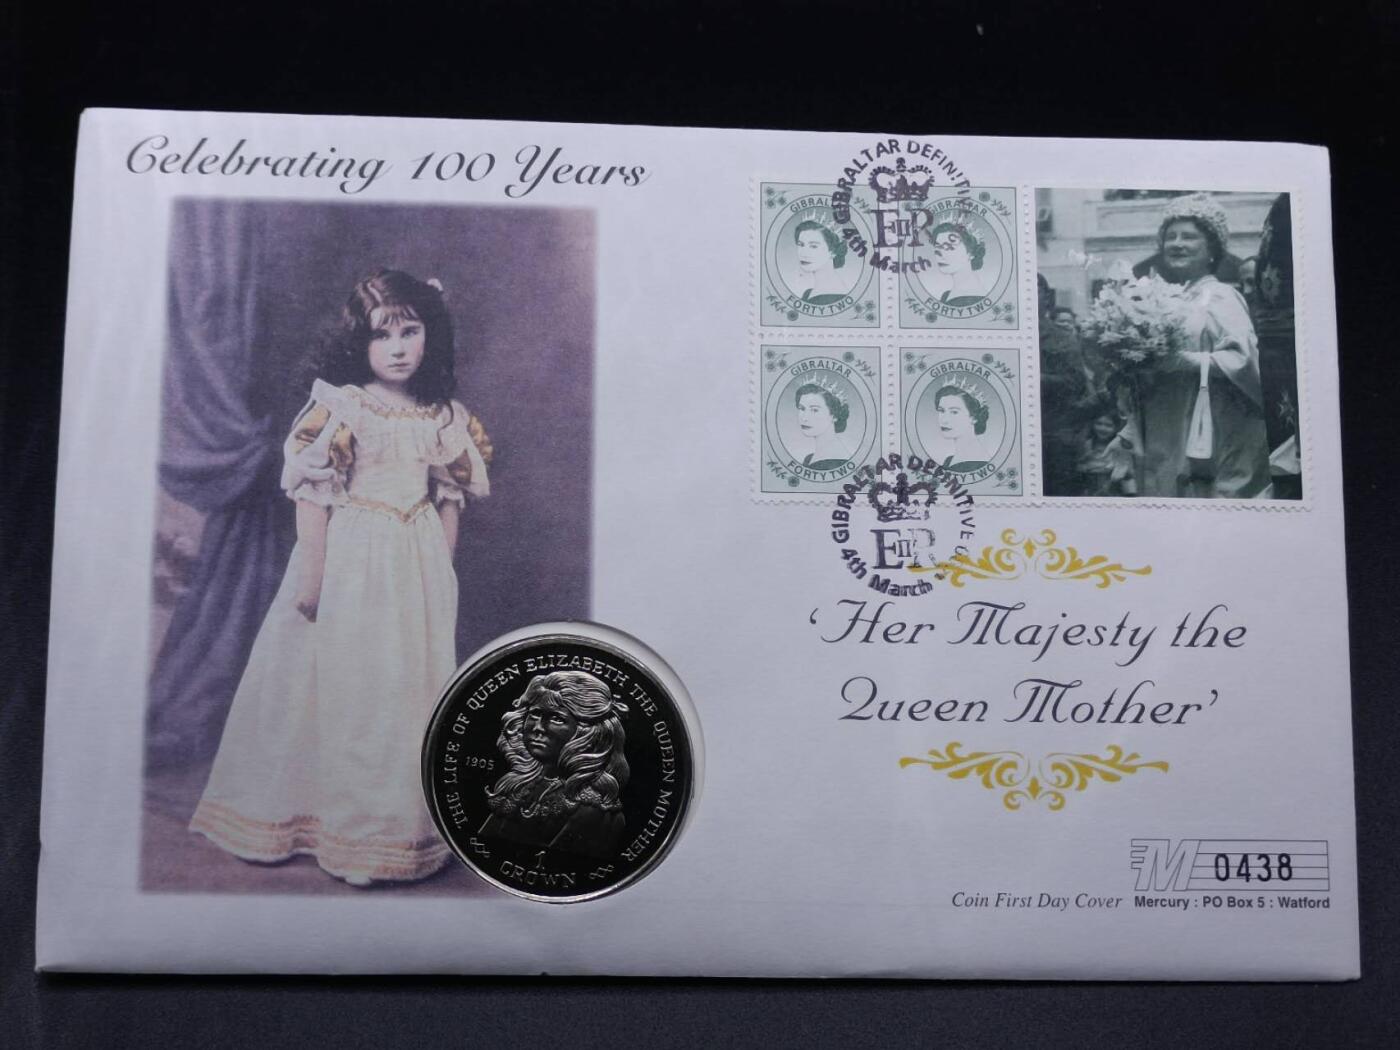 Celebrating 100 Years
GIBRALTAR
FORTY TWO
GIBRALTAR
FORTY TWO
GIBRALTAR
FORTY TWO
GIBRALTAR
FORTY TWO
GIBRALTAR DEFINITIVE
EIIR
4th March
GIBRALTAR DEFINITIVE
EIIR
4th March
'Her Majesty the
Queen Mother'
THE LIFE OF QUEEN ELIZABETH THE QUEEN MOTHER
1905
1
CROWN
M 0438
Coin First Day Cover Mercury : PO Box 5 : Watford